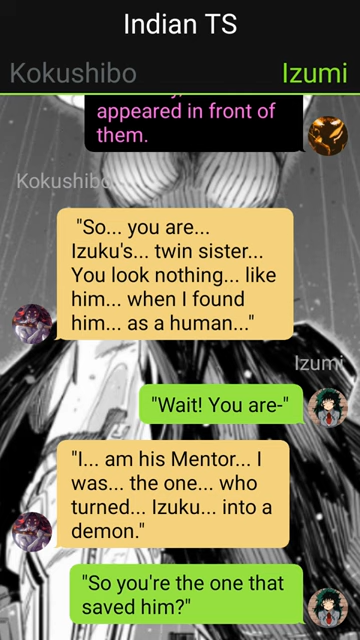 Indian TS
Kokushibo
Izumi
appeared in front of
them.
Kokushibo
"So... you are...
Izuku's... twin sister...
You look nothing... like
him... when I found
him... as a human..."
Izumi
"Wait! You are-"
"I... am his Mentor... I
was... the one... who
turned... Izuku... into a
demon."
"So you're the one that
saved him?"